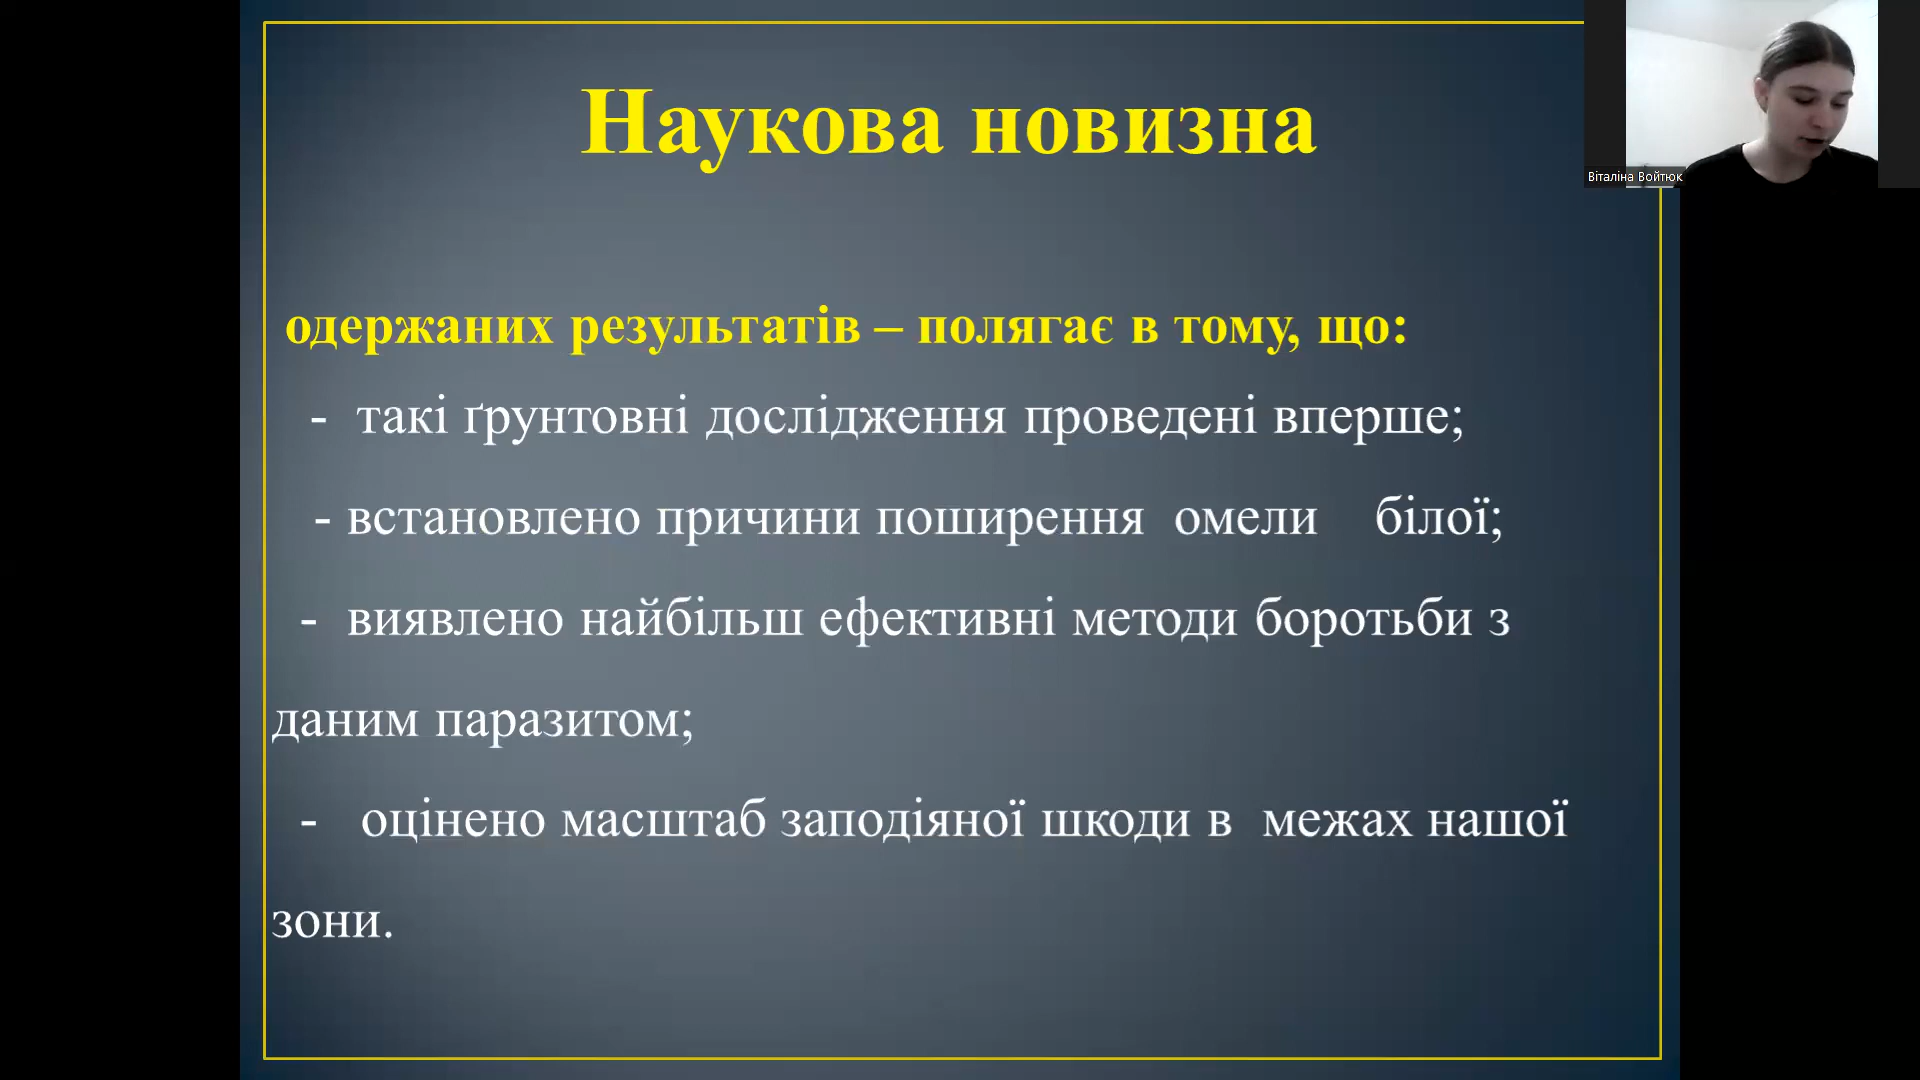 Наукова новизна
Віталіна Войтюк
одержаних результатів – полягає в тому, що:
- такі ґрунтовні дослідження проведені вперше;
- встановлено причини поширення омели білої;
- виявлено найбільш ефективні методи боротьби з
даним паразитом;
- оцінено масштаб заподіяної шкоди в межах нашої
зони.